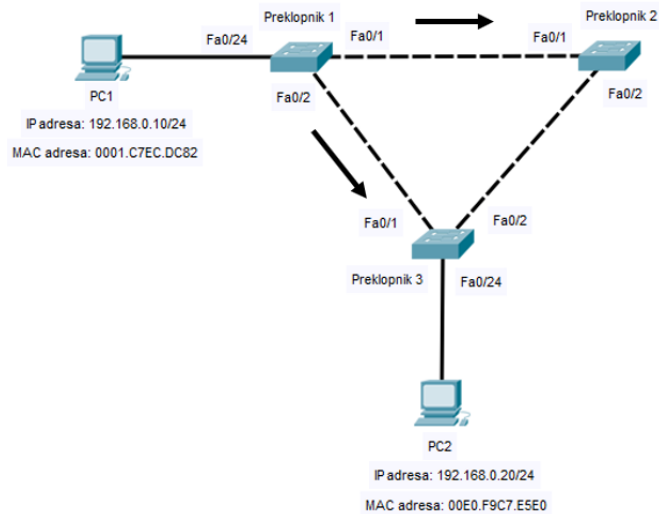 Preklopnik 1
Preklopnik 2
Fa0/24
Fa0/1
Fa0/1
Fa0/2
Fa0/2
PC1
IP adresa: 192.168.0.10/24
MAC adresa: 0001.C7EC.DC82
Fa0/1
Fa0/2
Preklopnik 3
Fa0/24
PC2
IP adresa: 192.168.0.20/24
MAC adresa: 00E0.F9C7.E5E0